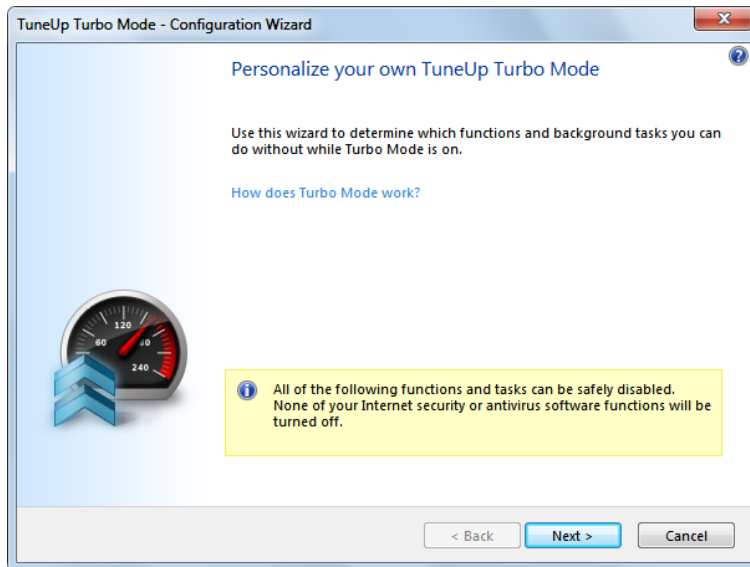 TuneUp Turbo Mode - Configuration Wizard
Personalize your own TuneUp Turbo Mode
Use this wizard to determine which functions and background tasks you can
do without while Turbo Mode is on.
How does Turbo Mode work?
120
60
80
240
All of the following functions and tasks can be safely disabled.
None of your Internet security or antivirus software functions will be
turned off.
< Back Next > Cancel